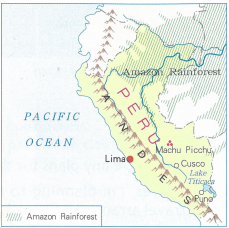 Amazon Rainforest
PERU
ANDES
PACIFIC
OCEAN
Machu Picchu
Lima
Cusco
Lake
Titicaca
Puno
Amazon Rainforest